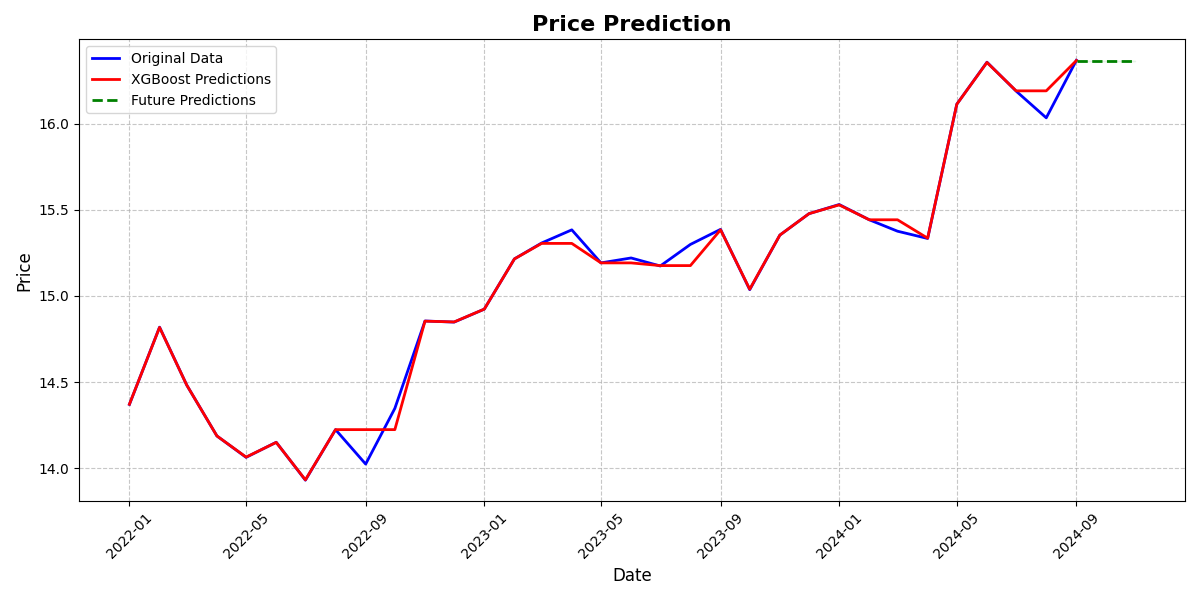 Price Prediction
Original Data
XGBoost Predictions
Future Predictions
Price
16.0
15.5
15.0
14.5
14.0
2022-01
2022-05
2022-09
2023-01
2023-05
2023-09
2024-01
2024-05
2024-09
Date